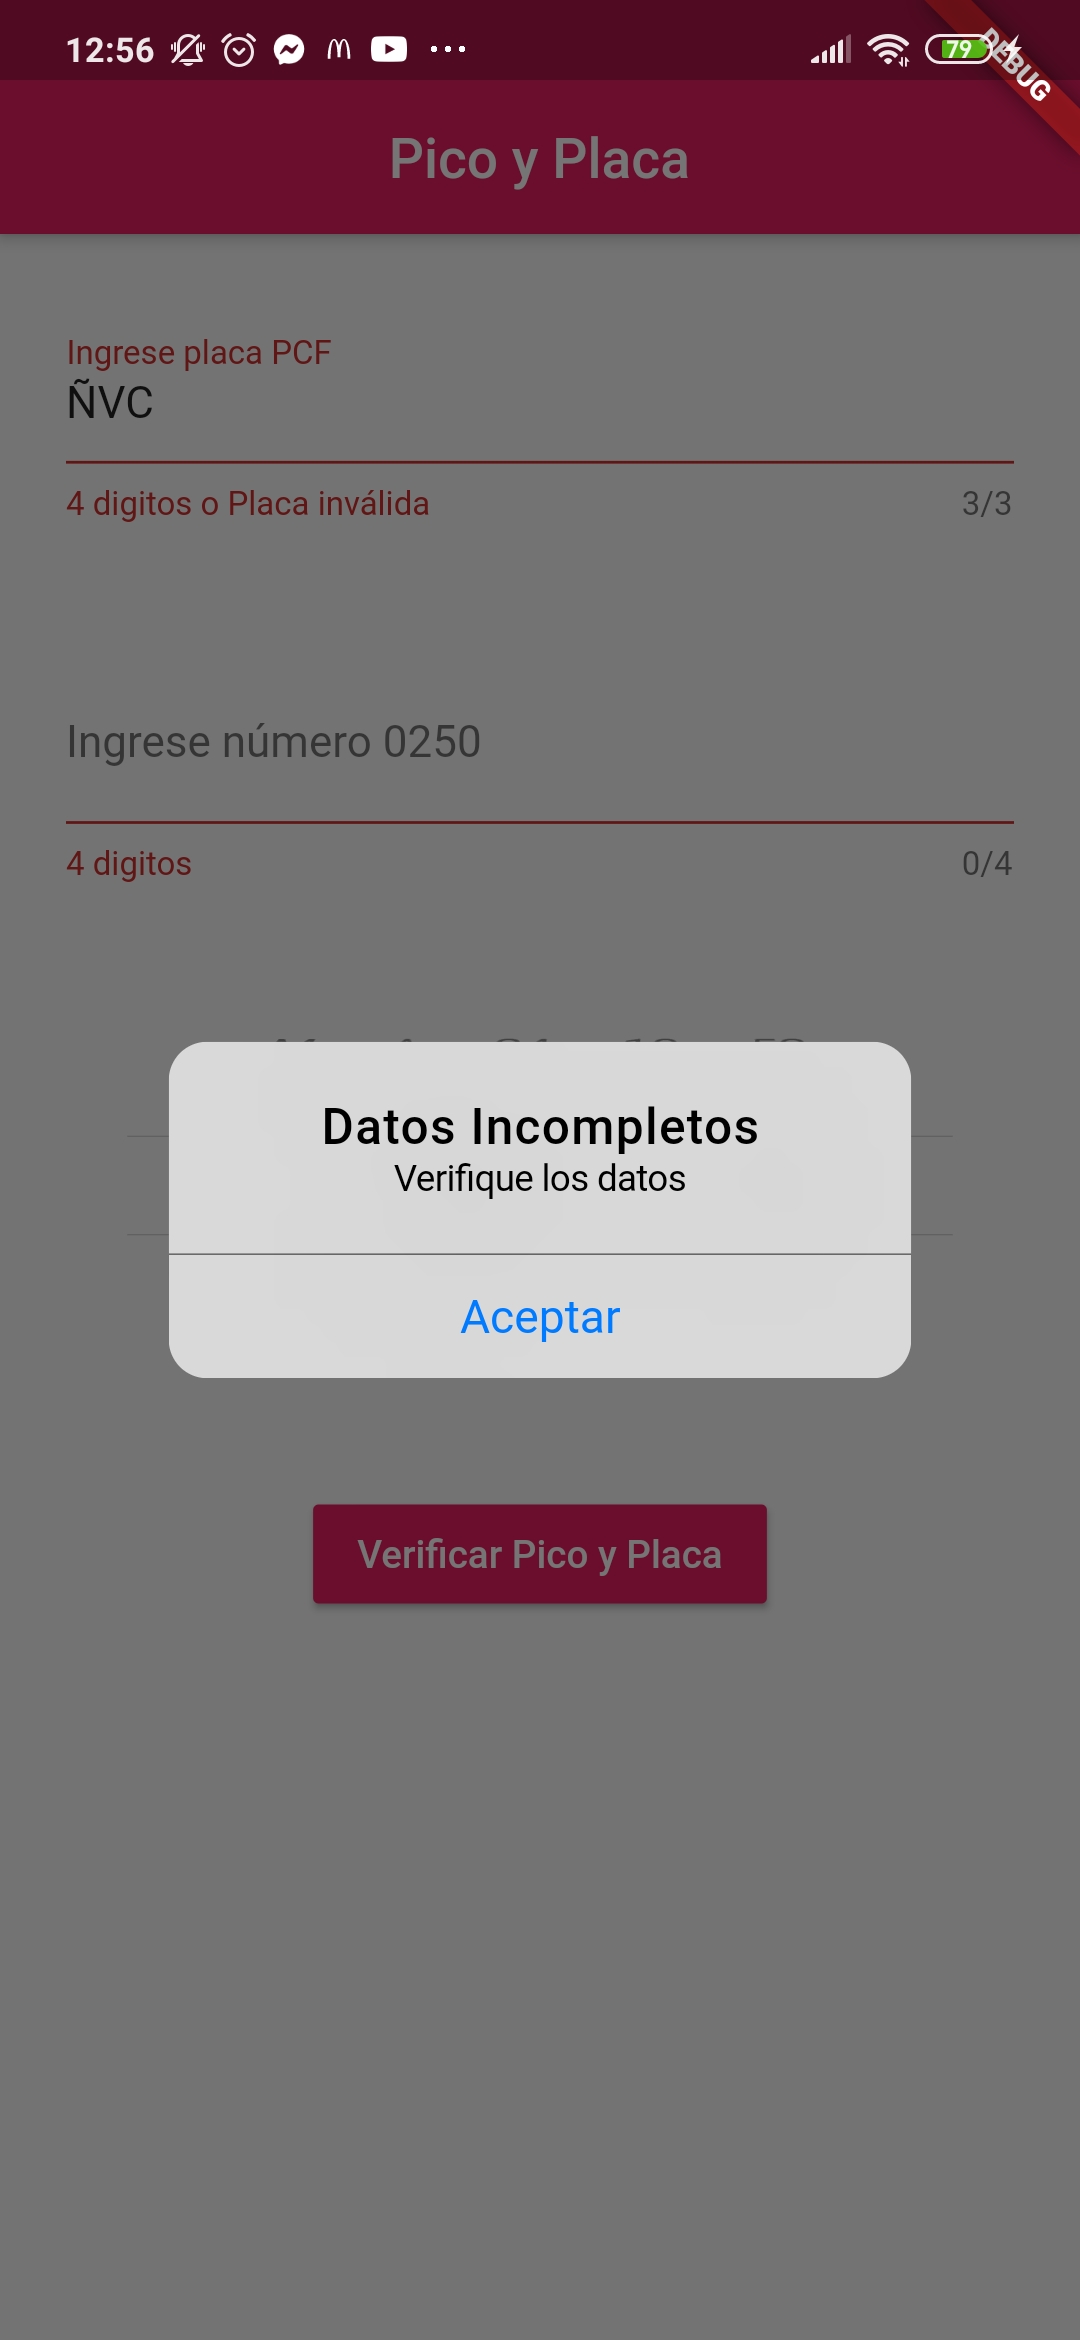 12:56
79
DEBUG
Pico y Placa
Ingrese placa PCF
ÑVC
4 digitos o Placa inválida 3/3
Ingrese número 0250
4 digitos 0/4
Datos Incompletos
Verifique los datos
Aceptar
Verificar Pico y Placa